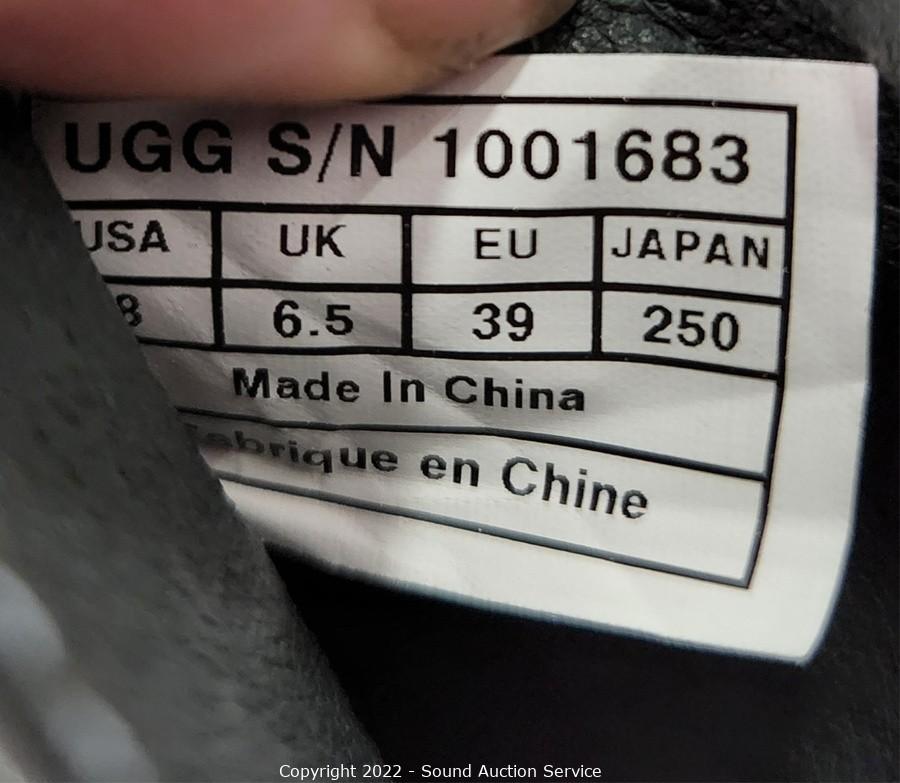 UGG S/N 1001683
USA UK EU JAPAN
8 6.5 39 250
Made In China
Fabrique en Chine
Copyright 2022 - Sound Auction Service